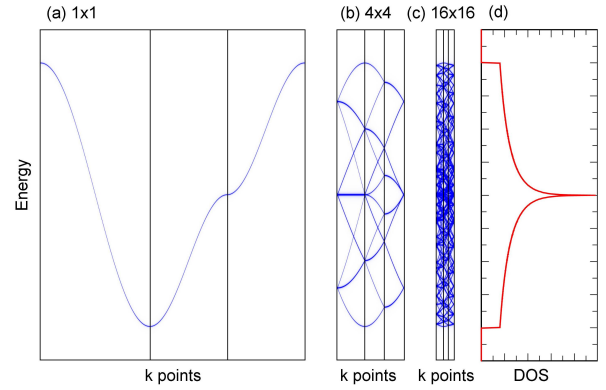 (a) 1x1
(b) 4x4
(c) 16x16
(d)
Energy
k points
k points
k points
DOS